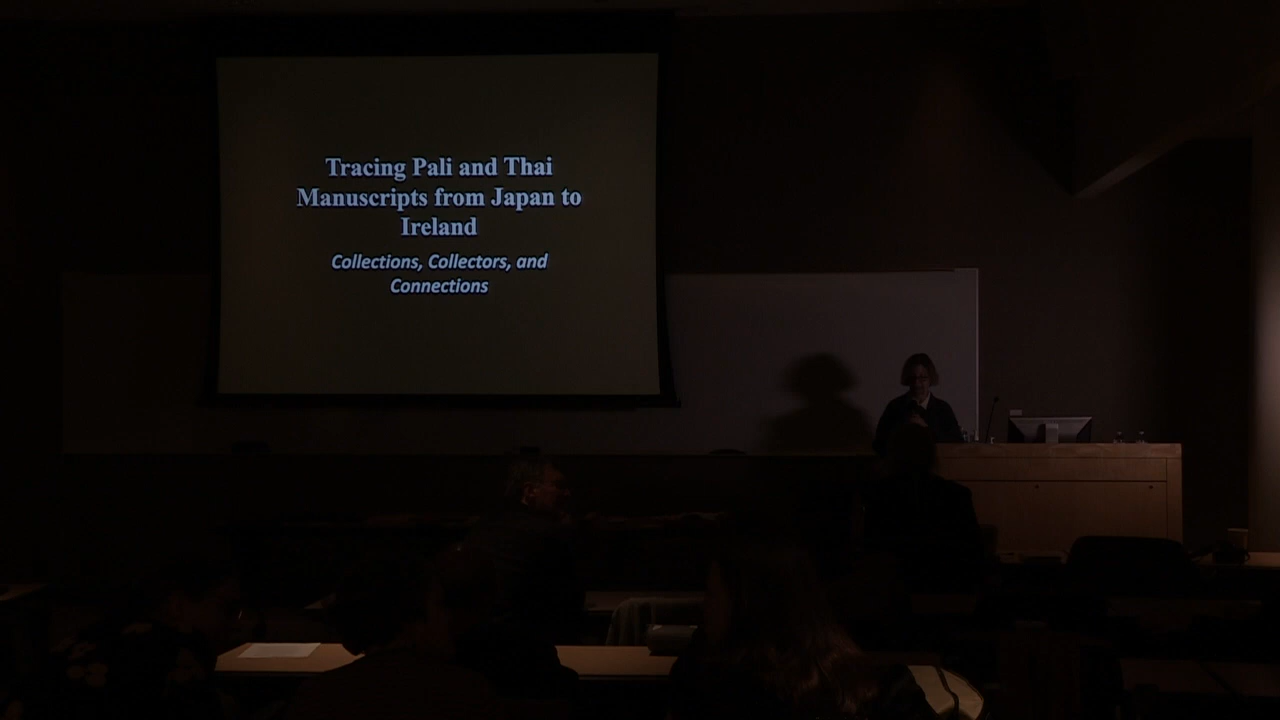 Tracing Pali and Thai
Manuscripts from Japan to
Ireland
Collections, Collectors, and
Connections